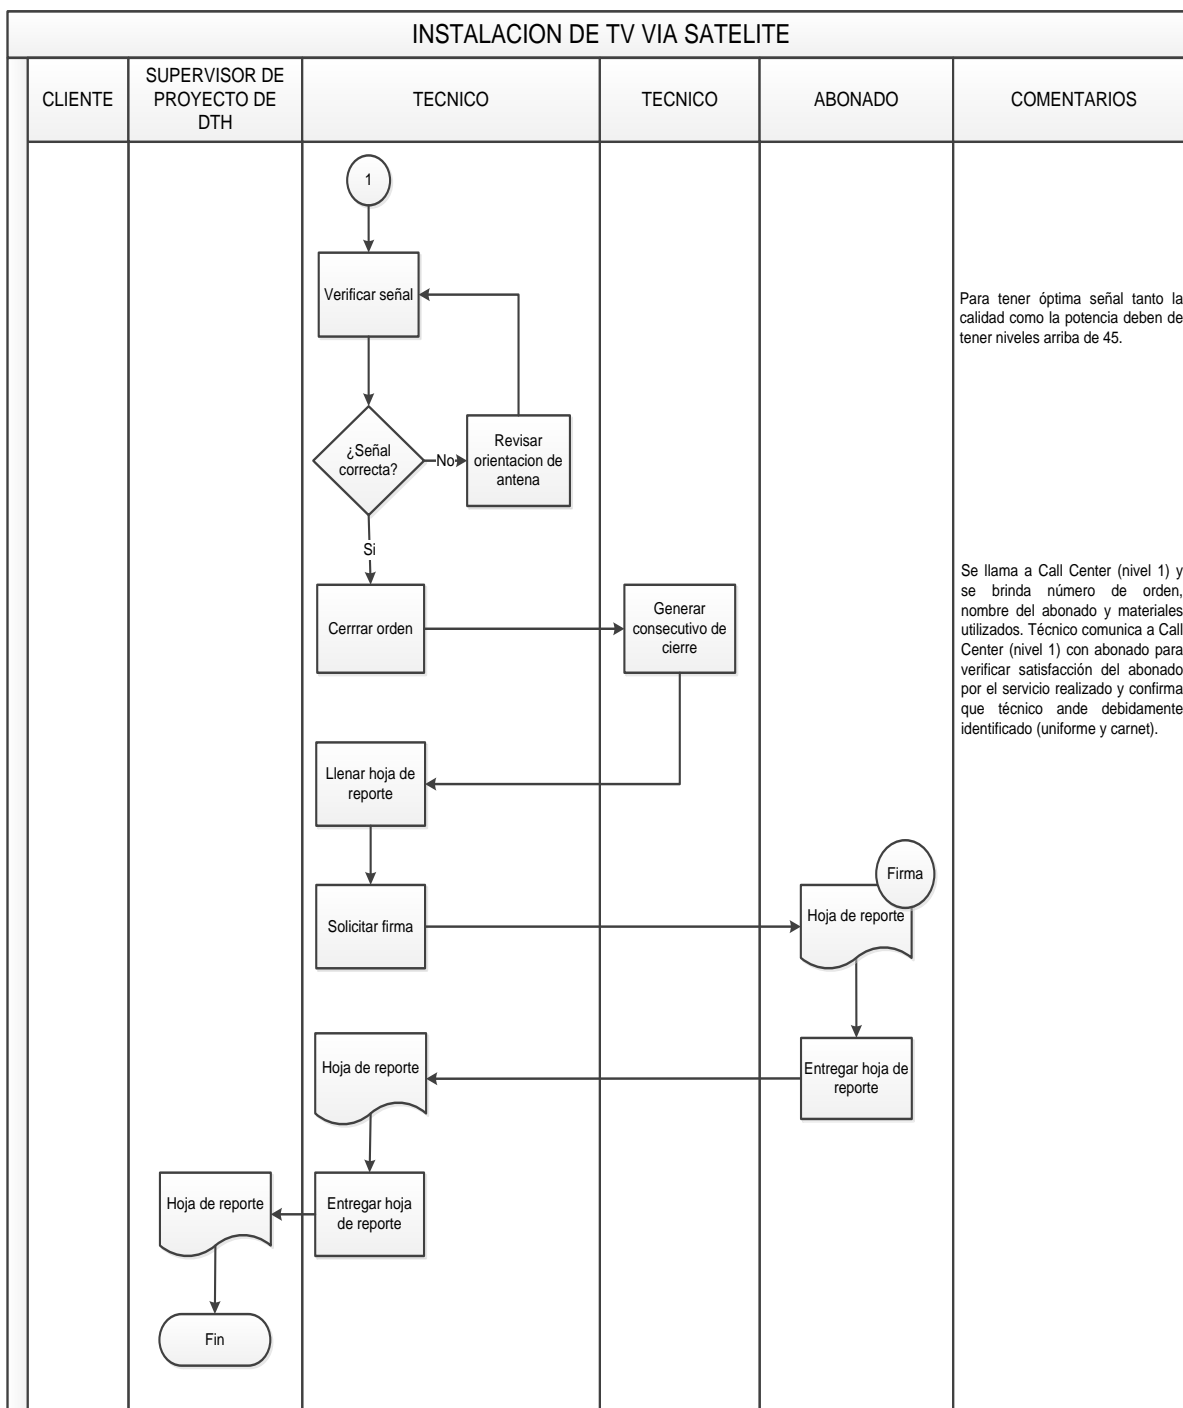 INSTALACION DE TV VIA SATELITE
CLIENTE
SUPERVISOR DE
PROYECTO DE
DTH
TECNICO
TECNICO
ABONADO
COMENTARIOS
1
Verificar señal
Para tener óptima señal tanto la
calidad como la potencia deben de
tener niveles arriba de 45.
¿Señal
correcta?
No
Revisar
orientacion de
antena
Si
Cerrrar orden
Generar
consecutivo de
cierre
Se llama a Call Center (nivel 1) y
se brinda número de orden,
nombre del abonado y materiales
utilizados. Técnico comunica a Call
Center (nivel 1) con abonado para
verificar satisfacción del abonado
por el servicio realizado y confirma
que técnico ande debidamente
identificado (uniforme y carnet).
Llenar hoja de
reporte
Solicitar firma
Firma
Hoja de reporte
Entregar hoja de
reporte
Hoja de reporte
Entregar hoja
de reporte
Hoja de reporte
Fin